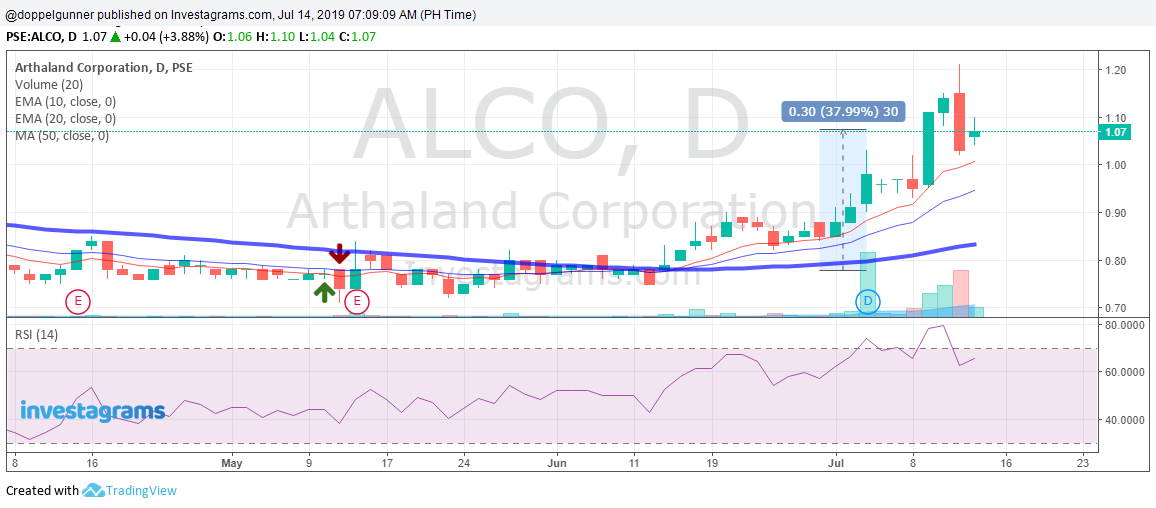 @doppelgunner published on Investagrams.com, Jul 14, 2019 07:09:09 AM (PH Time)
PSE:ALCO, D 1.07 ▲ +0.04 (+3.88%) O:1.06 H:1.10 L:1.04 C:1.07
Arthaland Corporation, D, PSE
Volume (20)
EMA (10, close, 0)
EMA (20, close, 0)
MA (50, close, 0)
ALCO, D
Arthaland Corporation
Investagrams.com
0.30 (37.99%) 30
1.20
1.10
1.07
1.00
0.90
0.80
0.70
E
E
D
RSI (14)
80.0000
60.0000
40.0000
investagrams
8 16 May 9 17 24 Jun 11 19 Jul 8 16 23
Created with TradingView